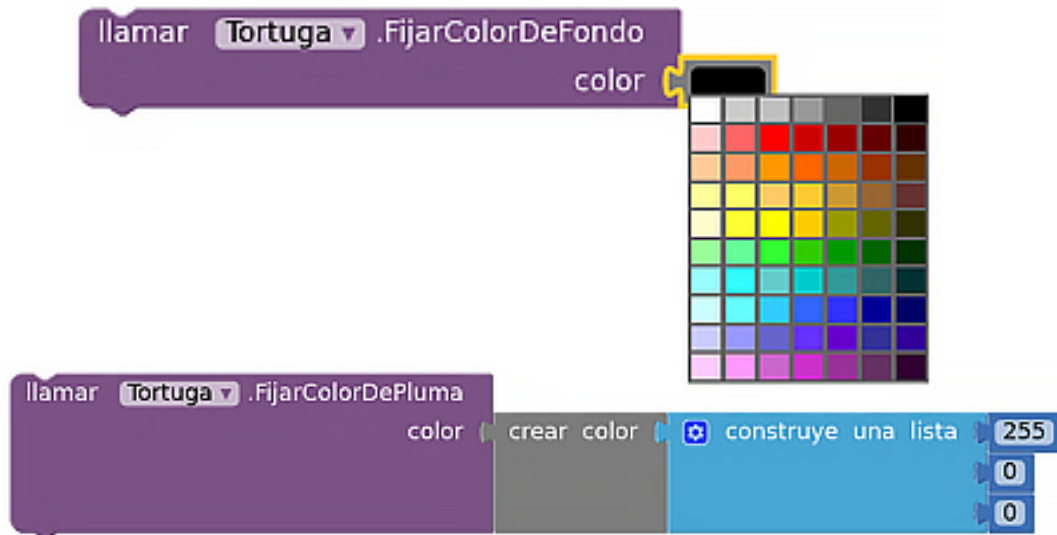 llamar Tortuga .FijarColorDeFondo
color
llamar Tortuga .FijarColorDePluma
color crear color construye una lista 255
0
0